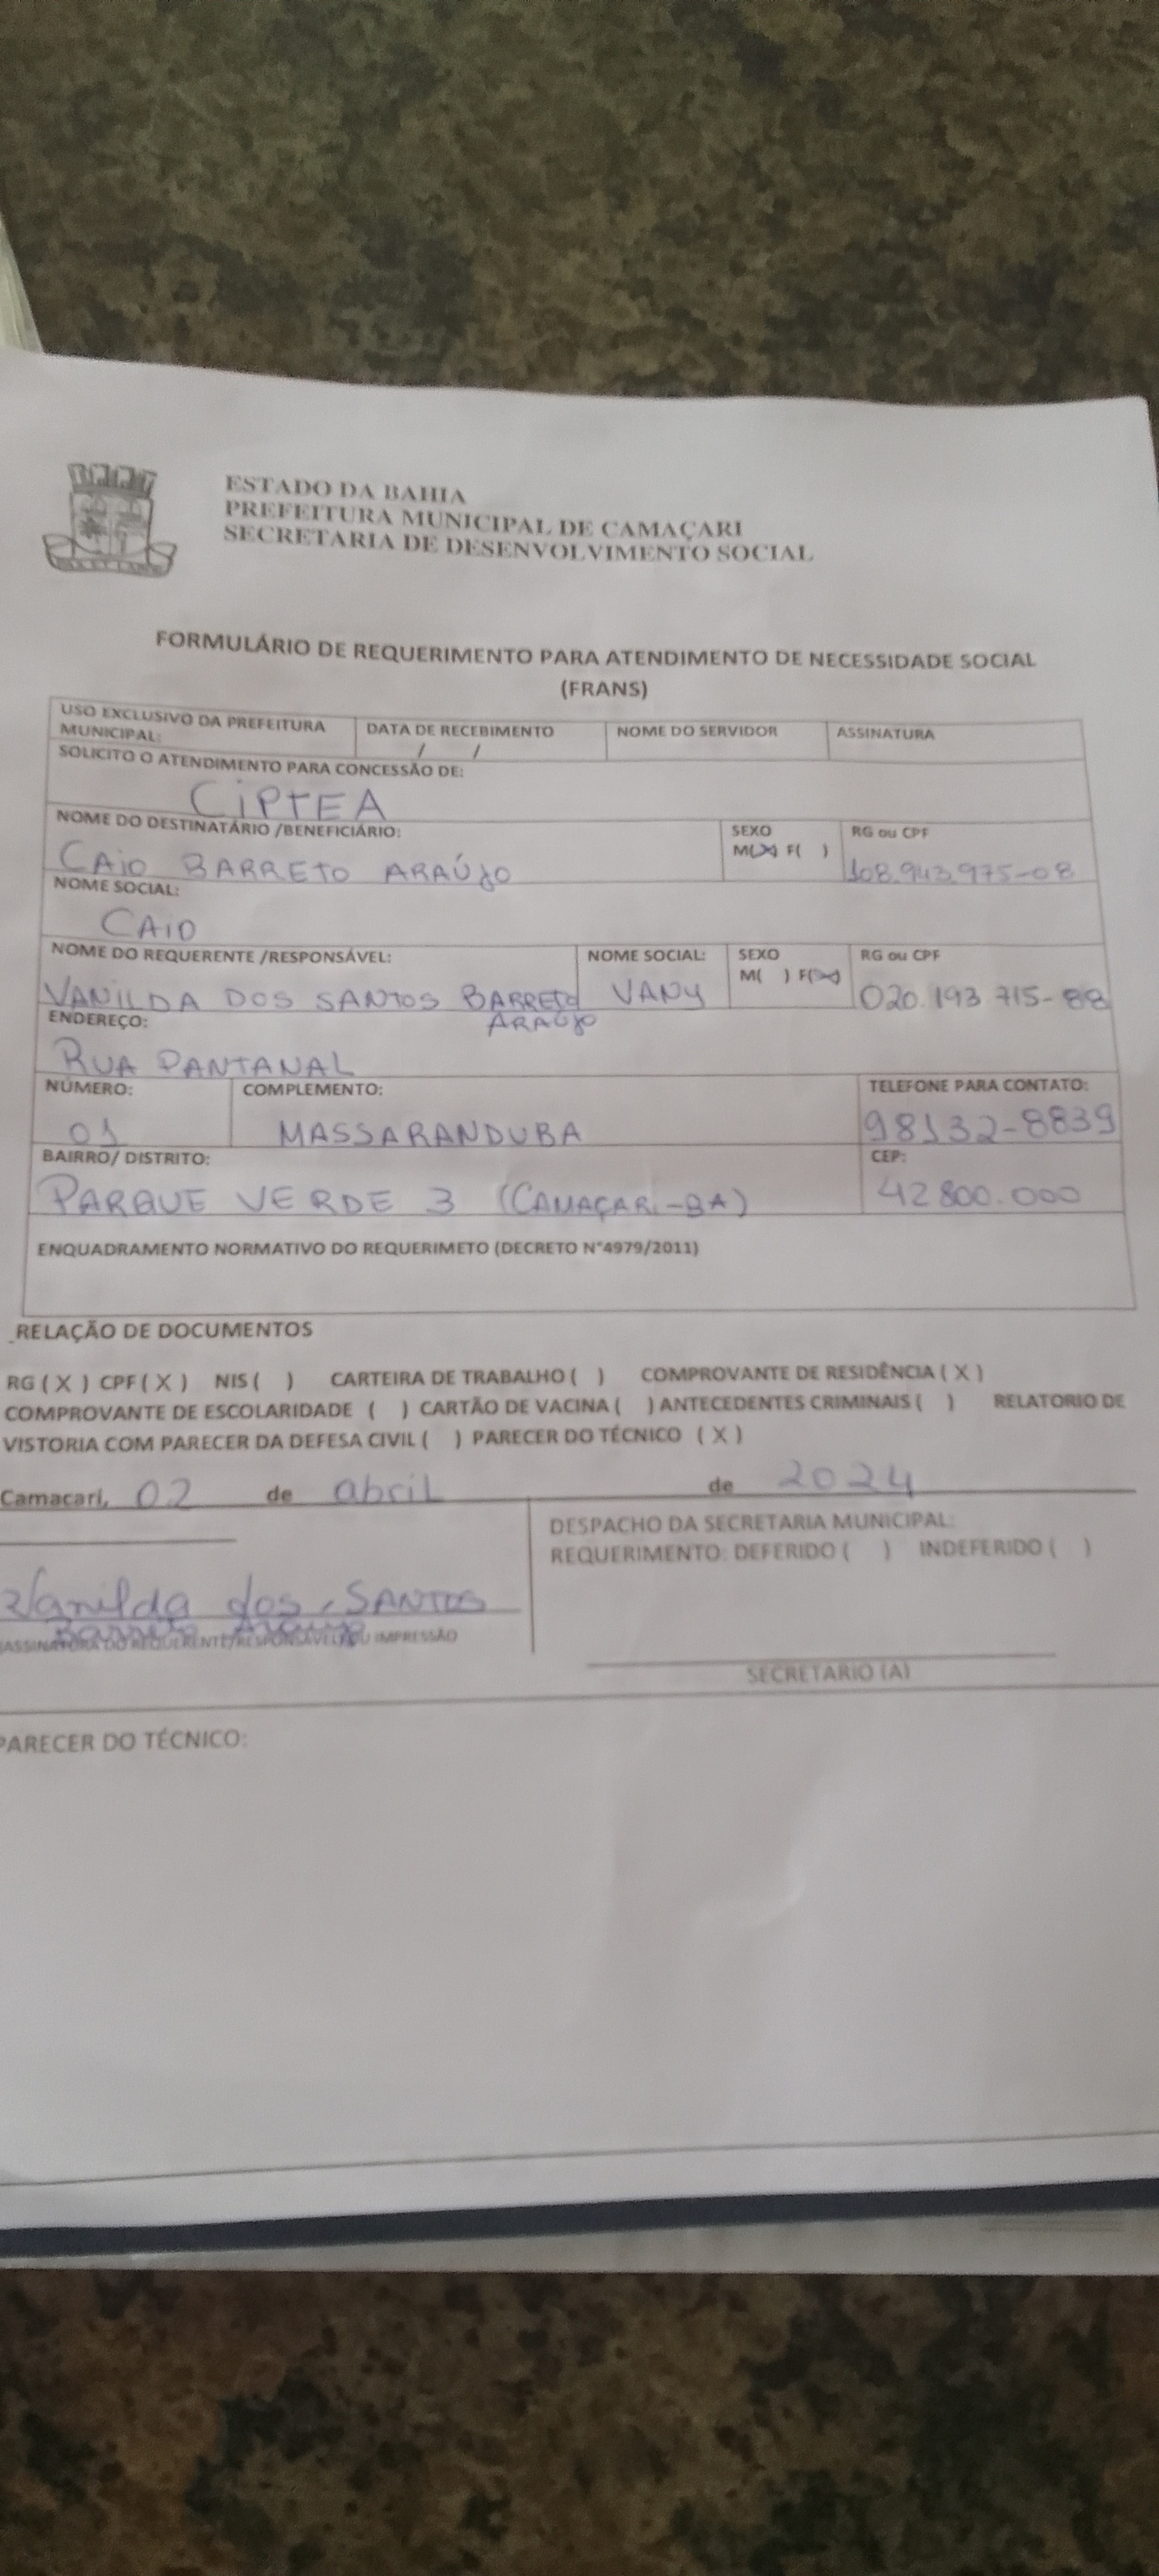 ESTADO DA BAHIA
PREFEITURA MUNICIPAL DE CAMAÇARI
SECRETARIA DE DESENVOLVIMENTO SOCIAL
FORMULÁRIO DE REQUERIMENTO PARA ATENDIMENTO DE NECESSIDADE SOCIAL
(FRANS)
USO EXCLUSIVO DA PREFEITURA MUNICIPAL: DATA DE RECEBIMENTO / / NOME DO SERVIDOR ASSINATURA
SOLICITO O ATENDIMENTO PARA CONCESSÃO DE:
CIPTEA
NOME DO DESTINATÁRIO /BENEFICIÁRIO: SEXO RG ou CPF
M(X) F( )
CAIO BARRETO ARAÚJO 108.943.975-08
NOME SOCIAL:
CAIO
NOME DO REQUERENTE /RESPONSÁVEL: NOME SOCIAL: SEXO RG ou CPF
M( ) F(X)
VANILDA DOS SANTOS BARRETO VANY 020.193 715-88
ARAÚJO
ENDEREÇO:
RUA PANTANAL
NÚMERO: COMPLEMENTO: TELEFONE PARA CONTATO:
01 MASSARANDUBA 98132-8839
BAIRRO/ DISTRITO: CEP:
PARQUE VERDE 3 (CAMAÇARI-BA) 42800.000
ENQUADRAMENTO NORMATIVO DO REQUERIMETO (DECRETO N°4979/2011)
RELAÇÃO DE DOCUMENTOS
RG ( X ) CPF ( X ) NIS ( ) CARTEIRA DE TRABALHO ( ) COMPROVANTE DE RESIDÊNCIA ( X )
COMPROVANTE DE ESCOLARIDADE ( ) CARTÃO DE VACINA ( ) ANTECEDENTES CRIMINAIS ( ) RELATORIO DE
VISTORIA COM PARECER DA DEFESA CIVIL ( ) PARECER DO TÉCNICO ( X )
Camacari, 02 de abril de 2024
DESPACHO DA SECRETARIA MUNICIPAL:
REQUERIMENTO: DEFERIDO ( ) INDEFERIDO ( )
Vanilda dos SANTOS
Barreto Araujo
ASSINATURA DO REQUERENTE/RESPONSÁVEL OU IMPRESSÃO
SECRETARIO (A)
PARECER DO TÉCNICO: